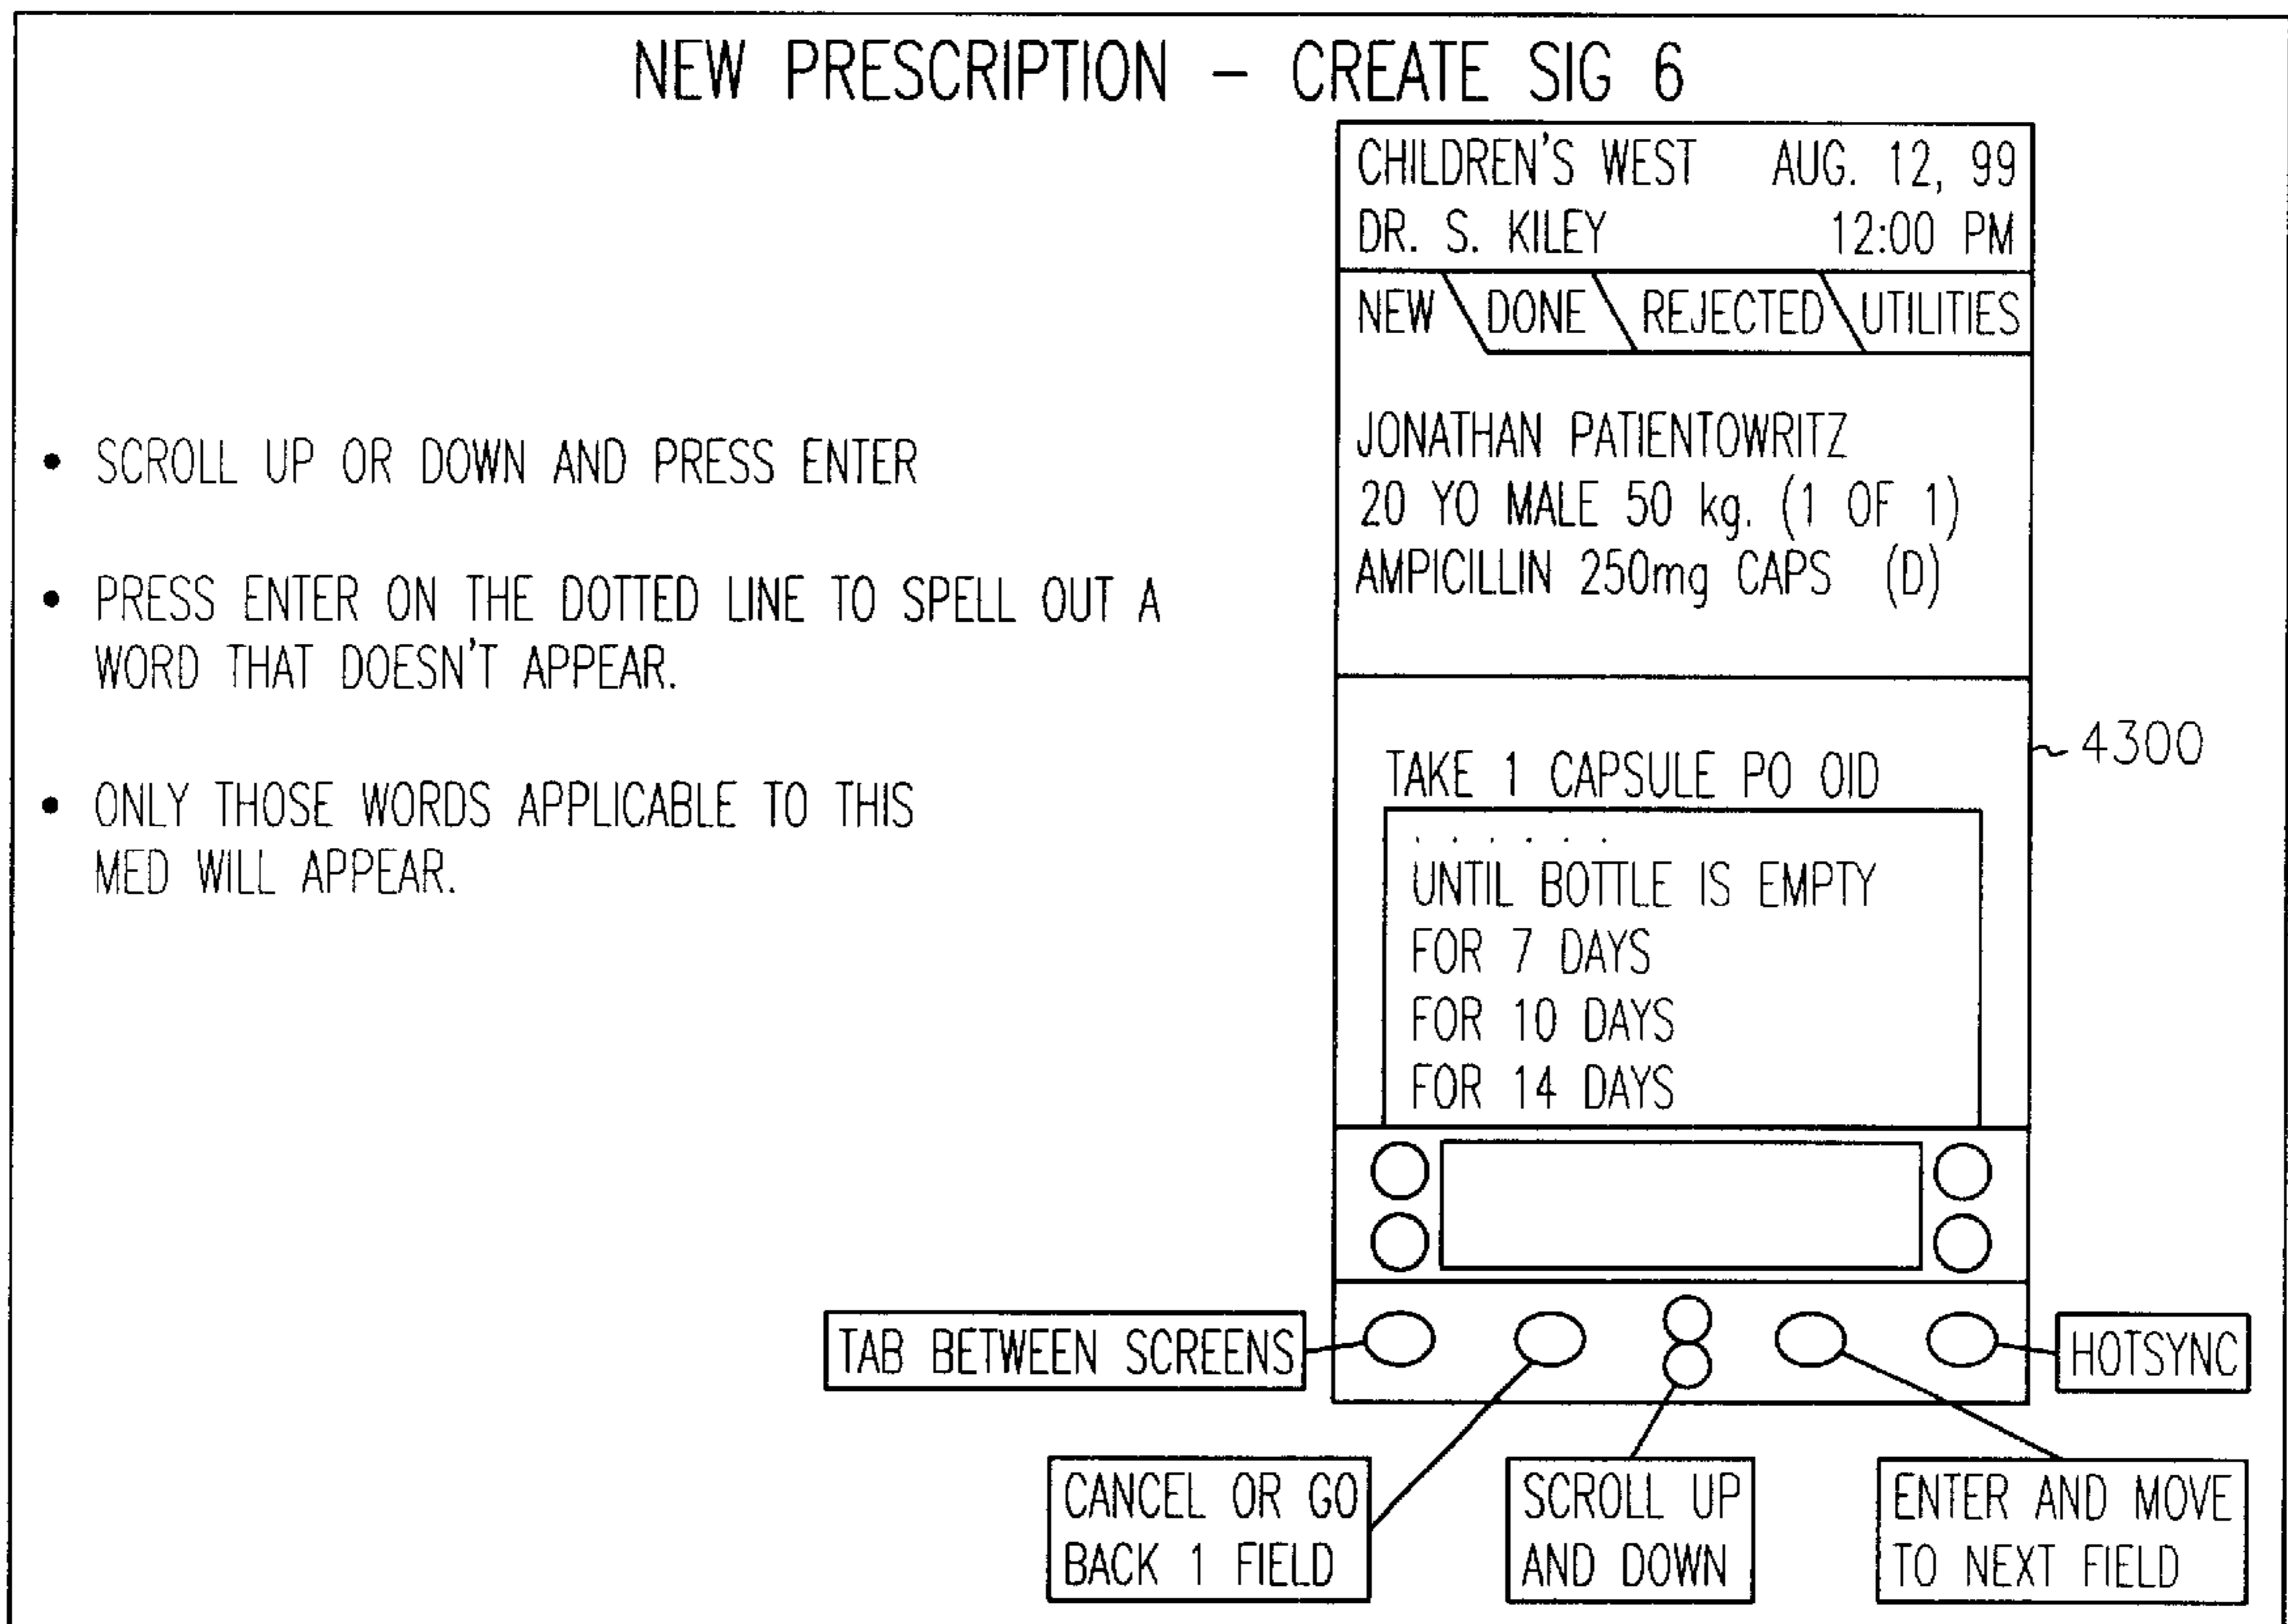 NEW PRESCRIPTION – CREATE SIG 6
CHILDREN'S WEST AUG. 12, 99
DR. S. KILEY 12:00 PM
NEW DONE REJECTED UTILITIES
JONATHAN PATIENTOWRITZ
20 YO MALE 50 kg. (1 OF 1)
AMPICILLIN 250mg CAPS (D)
• SCROLL UP OR DOWN AND PRESS ENTER
• PRESS ENTER ON THE DOTTED LINE TO SPELL OUT A
WORD THAT DOESN'T APPEAR.
• ONLY THOSE WORDS APPLICABLE TO THIS
MED WILL APPEAR.
4300
TAKE 1 CAPSULE PO OID
. . . . . .
UNTIL BOTTLE IS EMPTY
FOR 7 DAYS
FOR 10 DAYS
FOR 14 DAYS
TAB BETWEEN SCREENS
HOTSYNC
CANCEL OR GO
BACK 1 FIELD
SCROLL UP
AND DOWN
ENTER AND MOVE
TO NEXT FIELD